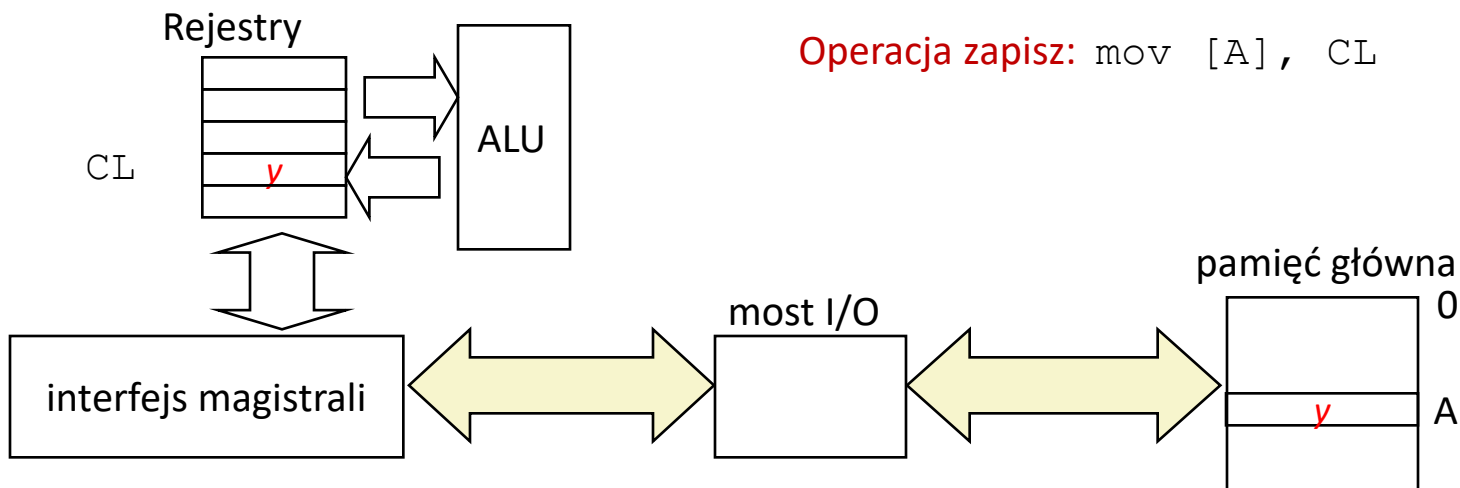 Rejestry
Operacja zapisz: mov [A], CL
ALU
CL
y
pamięć główna
0
most I/O
interfejs magistrali
y
A